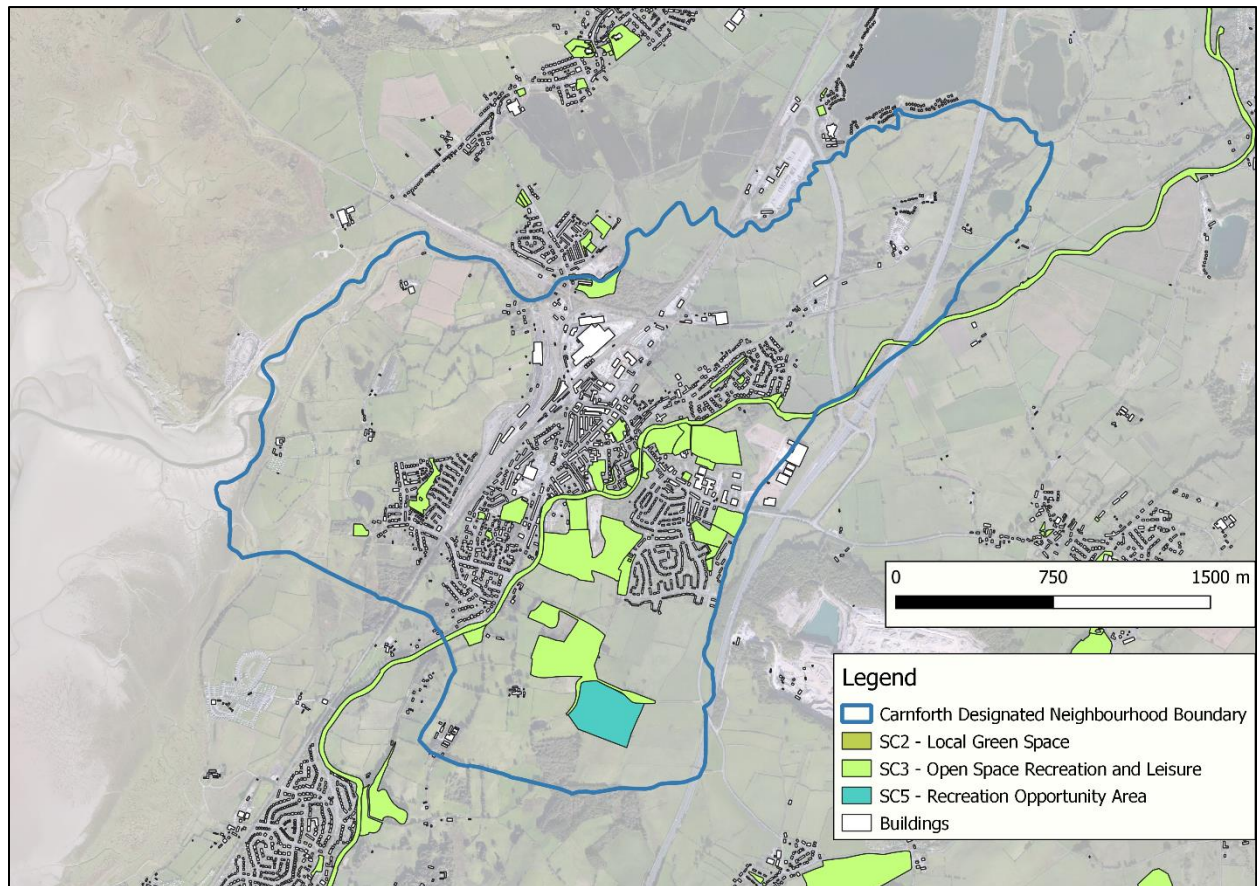 0 750 1500 m
Legend
Carnforth Designated Neighbourhood Boundary
SC2 - Local Green Space
SC3 - Open Space Recreation and Leisure
SC5 - Recreation Opportunity Area
Buildings